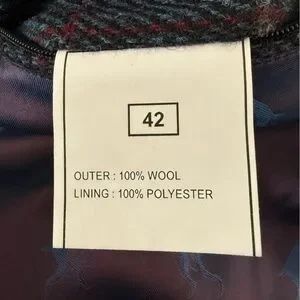 42
OUTER : 100% WOOL
LINING : 100% POLYESTER